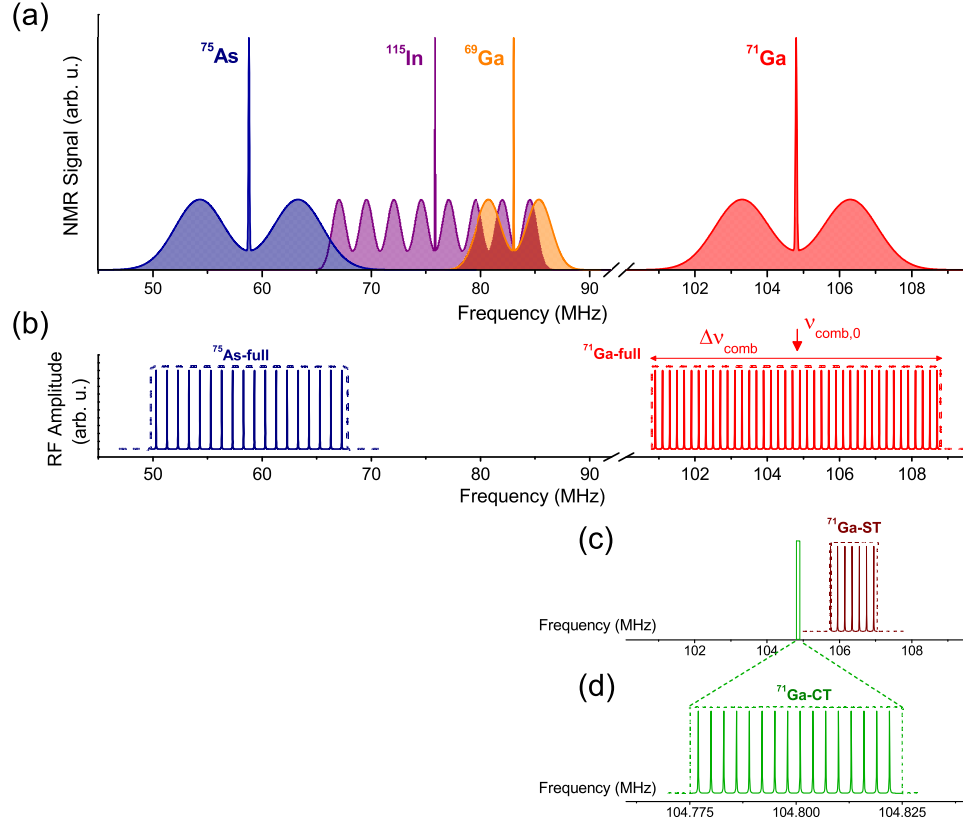 (a)
NMR Signal (arb. u.)
⁷⁵As
¹¹⁵In
⁶⁹Ga
⁷¹Ga
50 60 70 80 90 102 104 106 108
Frequency (MHz)
(b)
RF Amplitude
(arb. u.)
⁷⁵As-full
⁷¹Ga-full
Δν_comb
ν_comb,0
50 60 70 80 90 102 104 106 108
Frequency (MHz)
(c)
⁷¹Ga-ST
Frequency (MHz)
102 104 106 108
(d)
⁷¹Ga-CT
Frequency (MHz)
104.775 104.800 104.825